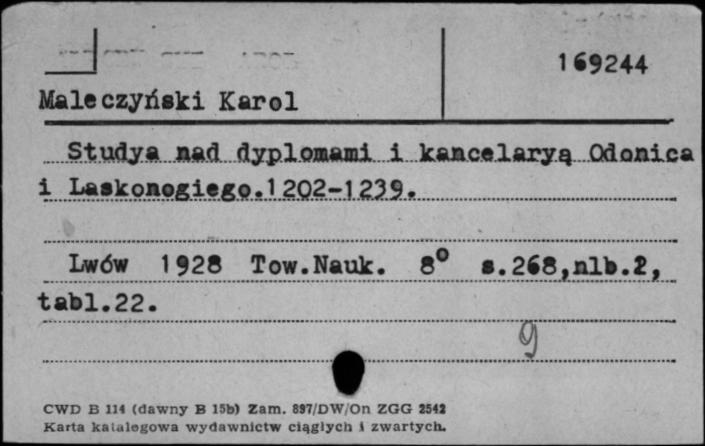 169244
Maleczyński Karol
Studya nad dyplomami i kancelaryą Odonica
i Laskonogiego.1202-1239.
Lwów 1928 Tow.Nauk. 8° s.268,nlb.2,
tabl.22.
9
CWD B 114 (dawny B 15b) Zam. 897/DW/On ZGG 2542
Karta katalogowa wydawnictw ciągłych i zwartych.